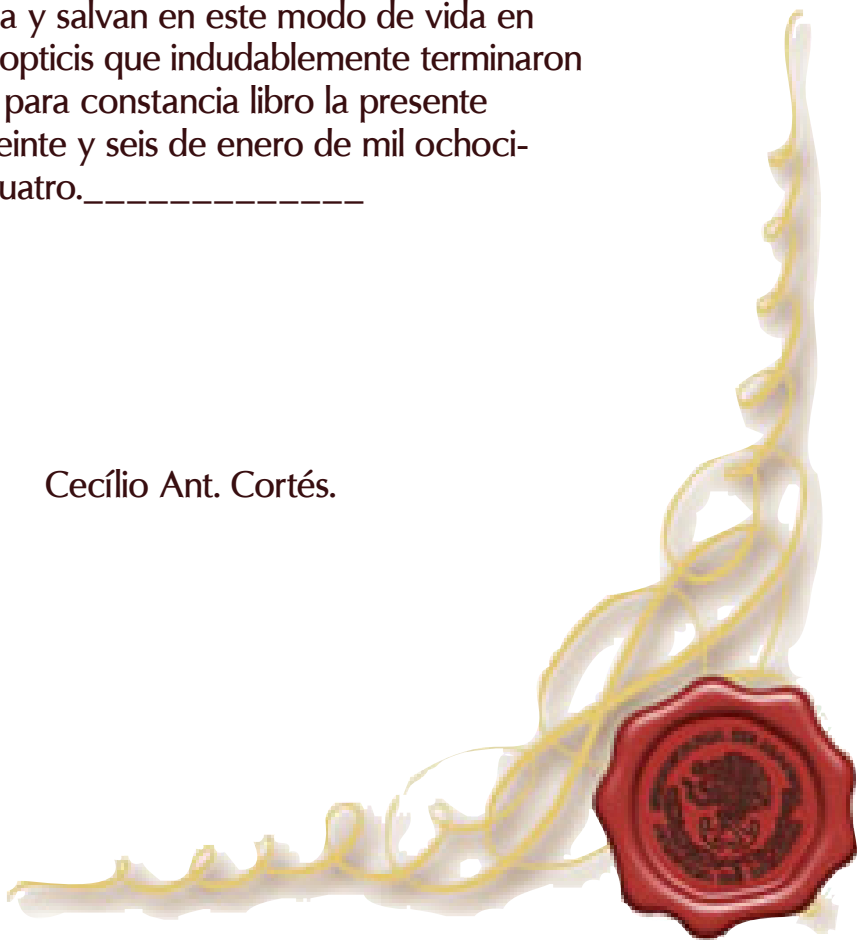 a y salvan en este modo de vida en
opticis que indudablemente terminaron
para constancia libro la presente
einte y seis de enero de mil ochoci-
uatro._____________
Cecílio Ant. Cortés.